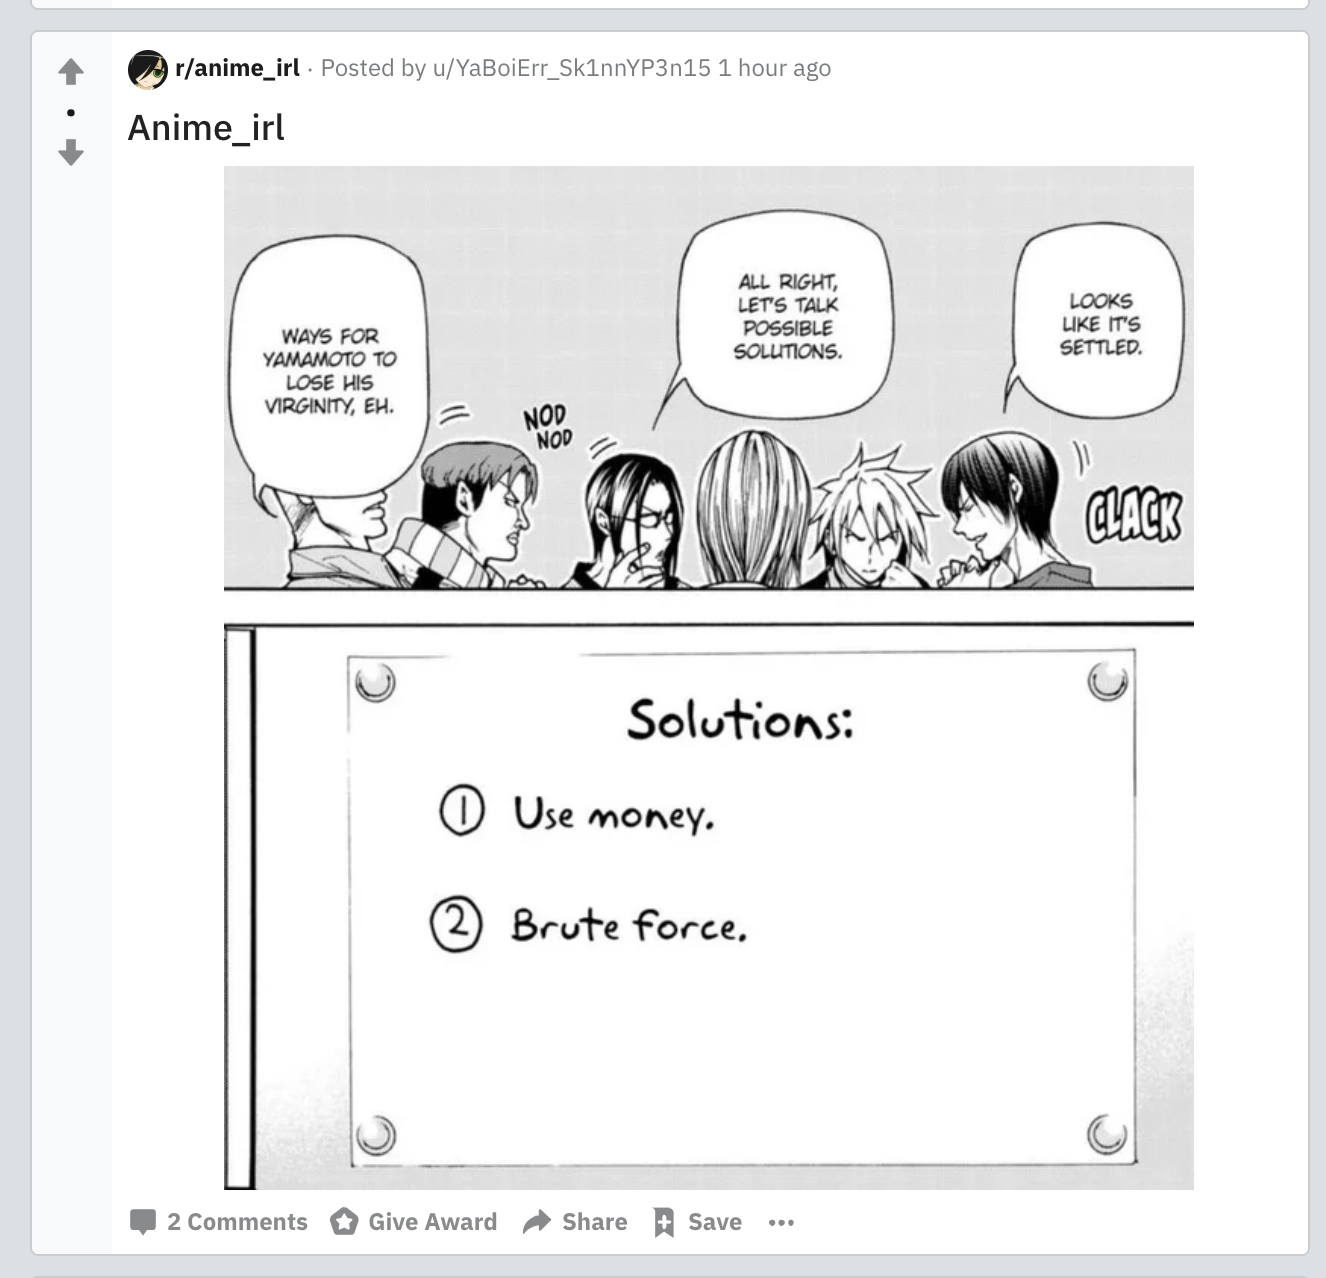 r/anime_irl · Posted by u/YaBoiErr_Sk1nnYP3n15 1 hour ago
Anime_irl
WAYS FOR
YAMAMOTO TO
LOSE HIS
VIRGINITY, EH.
NOD
NOD
ALL RIGHT,
LET'S TALK
POSSIBLE
SOLUTIONS.
LOOKS
LIKE IT'S
SETTLED.
CLACK
Solutions:
① Use money.
② Brute force.
2 Comments Give Award Share Save •••